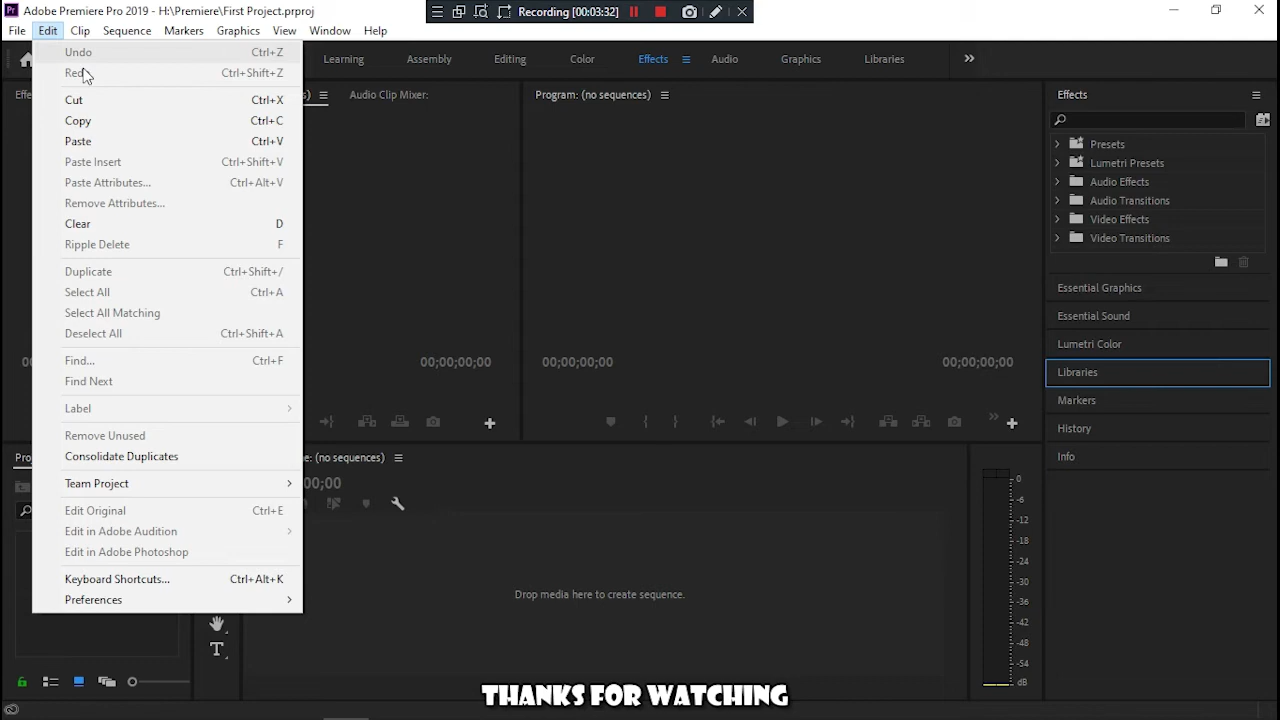 Adobe Premiere Pro 2019 - H:\Premiere\First Project.prproj
Recording [00:03:32]
File Edit Clip Sequence Markers Graphics View Window Help
Learning Assembly Editing Color Effects Audio Graphics Libraries
Undo Ctrl+Z
Ctrl+Shift+Z
Cut Ctrl+X
Copy Ctrl+C
Paste Ctrl+V
Paste Insert Ctrl+Shift+V
Paste Attributes... Ctrl+Alt+V
Remove Attributes...
Clear D
Ripple Delete F
Duplicate Ctrl+Shift+/
Select All Ctrl+A
Select All Matching
Deselect All Ctrl+Shift+A
Find... Ctrl+F
Find Next
Label
Remove Unused
Consolidate Duplicates
Team Project
Edit Original Ctrl+E
Edit in Adobe Audition
Edit in Adobe Photoshop
Keyboard Shortcuts... Ctrl+Alt+K
Preferences
Audio Clip Mixer:
00;00;00;00
Program: (no sequences)
00;00;00;00 00;00;00;00
Effects
Presets
Lumetri Presets
Audio Effects
Audio Transitions
Video Effects
Video Transitions
Essential Graphics
Essential Sound
Lumetri Color
Libraries
Markers
History
Info
(no sequences)
00;00
Drop media here to create sequence.
0
-6
-12
-18
-24
-30
-36
-42
-48
-54
dB
THANKS FOR WATCHING